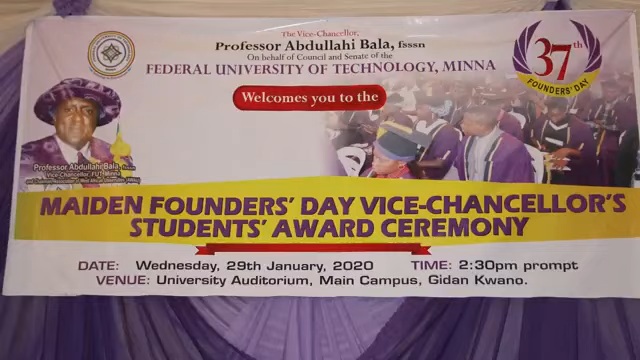 The Vice-Chancellor,
Professor Abdullahi Bala, fsssn
On behalf of Council and Senate of the
FEDERAL UNIVERSITY OF TECHNOLOGY, MINNA
Welcomes you to the
37th
FOUNDERS' DAY
Professor Abdullahi Bala, fsssn
Vice-Chancellor, FUT, Minna
MAIDEN FOUNDERS' DAY VICE-CHANCELLOR'S
STUDENTS' AWARD CEREMONY
DATE: Wednesday, 29th January, 2020 TIME: 2:30pm prompt
VENUE: University Auditorium, Main Campus, Gidan Kwano.